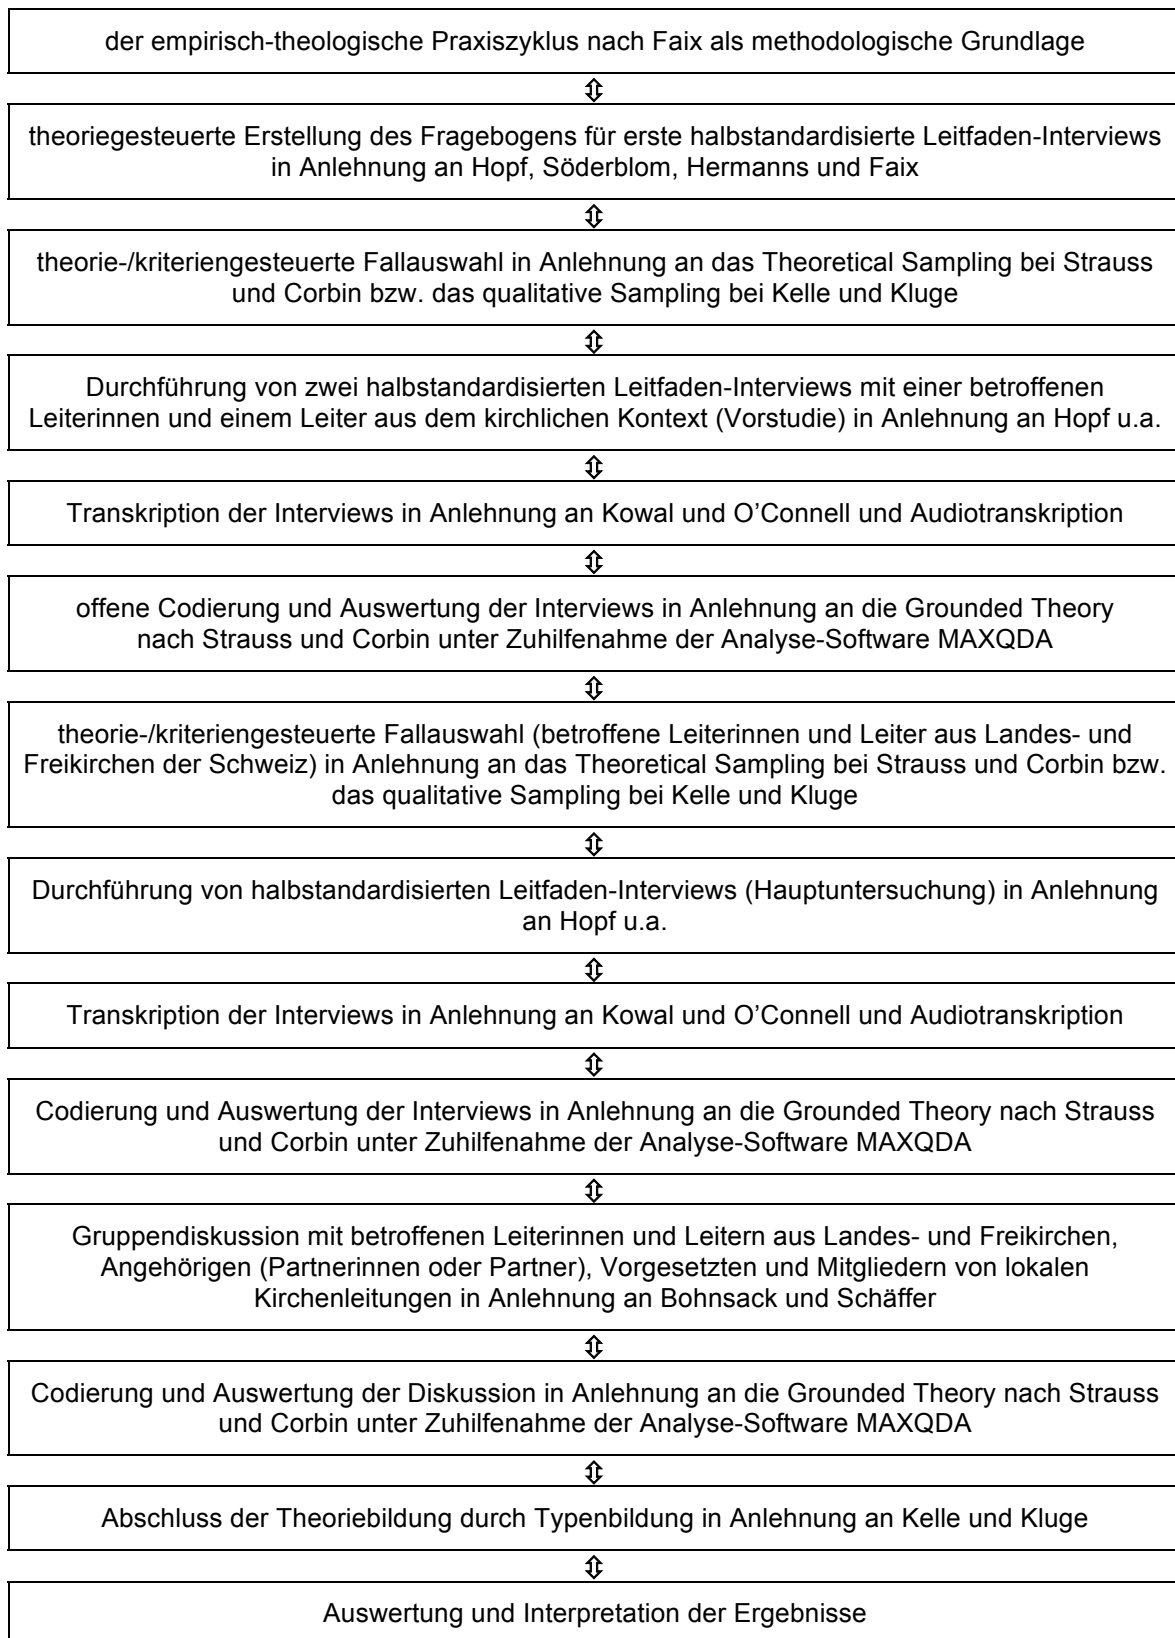 der empirisch-theologische Praxiszyklus nach Faix als methodologische Grundlage
⇕
theoriegesteuerte Erstellung des Fragebogens für erste halbstandardisierte Leitfaden-Interviews
in Anlehnung an Hopf, Söderblom, Hermanns und Faix
⇕
theorie-/kriteriengesteuerte Fallauswahl in Anlehnung an das Theoretical Sampling bei Strauss
und Corbin bzw. das qualitative Sampling bei Kelle und Kluge
⇕
Durchführung von zwei halbstandardisierten Leitfaden-Interviews mit einer betroffenen
Leiterinnen und einem Leiter aus dem kirchlichen Kontext (Vorstudie) in Anlehnung an Hopf u.a.
⇕
Transkription der Interviews in Anlehnung an Kowal und O’Connell und Audiotranskription
⇕
offene Codierung und Auswertung der Interviews in Anlehnung an die Grounded Theory
nach Strauss und Corbin unter Zuhilfenahme der Analyse-Software MAXQDA
⇕
theorie-/kriteriengesteuerte Fallauswahl (betroffene Leiterinnen und Leiter aus Landes- und
Freikirchen der Schweiz) in Anlehnung an das Theoretical Sampling bei Strauss und Corbin bzw.
das qualitative Sampling bei Kelle und Kluge
⇕
Durchführung von halbstandardisierten Leitfaden-Interviews (Hauptuntersuchung) in Anlehnung
an Hopf u.a.
⇕
Transkription der Interviews in Anlehnung an Kowal und O’Connell und Audiotranskription
⇕
Codierung und Auswertung der Interviews in Anlehnung an die Grounded Theory nach Strauss
und Corbin unter Zuhilfenahme der Analyse-Software MAXQDA
⇕
Gruppendiskussion mit betroffenen Leiterinnen und Leitern aus Landes- und Freikirchen,
Angehörigen (Partnerinnen oder Partner), Vorgesetzten und Mitgliedern von lokalen
Kirchenleitungen in Anlehnung an Bohnsack und Schäffer
⇕
Codierung und Auswertung der Diskussion in Anlehnung an die Grounded Theory nach Strauss
und Corbin unter Zuhilfenahme der Analyse-Software MAXQDA
⇕
Abschluss der Theoriebildung durch Typenbildung in Anlehnung an Kelle und Kluge
⇕
Auswertung und Interpretation der Ergebnisse